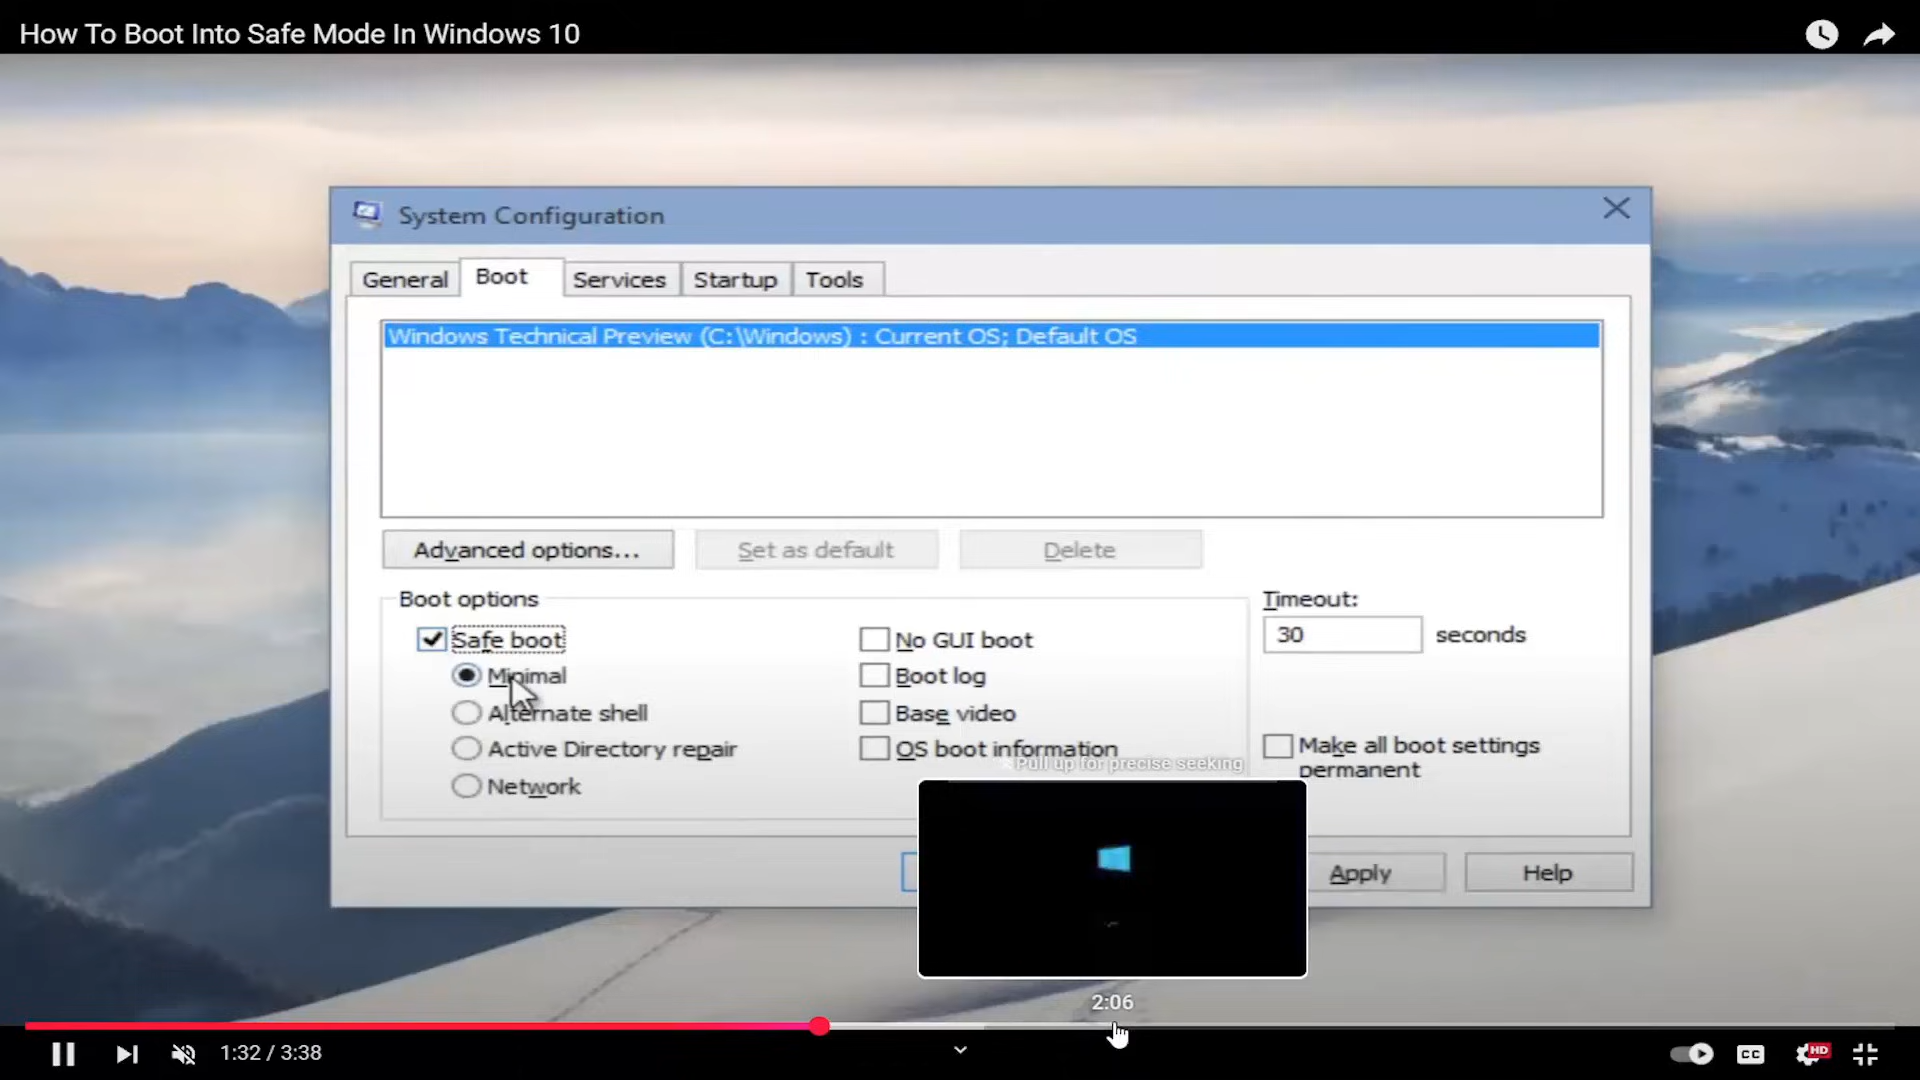 How To Boot Into Safe Mode In Windows 10
System Configuration
General Boot Services Startup Tools
Windows Technical Preview (C:\Windows) : Current OS; Default OS
Advanced options... Set as default Delete
Boot options
Timeout:
Safe boot
No GUI boot
30 seconds
Minimal
Boot log
Alternate shell
Base video
Active Directory repair
OS boot information
Make all boot settings
permanent
Pull up for precise seeking
Network
Apply Help
2:06
1:32 / 3:38
CC
HD